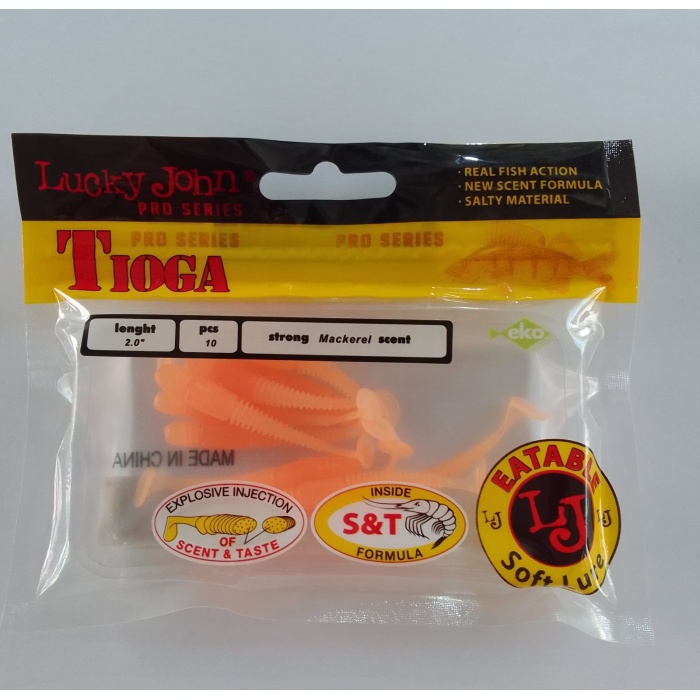 Lucky John®
PRO SERIES
· REAL FISH ACTION
· NEW SCENT FORMULA
· SALTY MATERIAL
PRO SERIES PRO SERIES
TIOGA
lenght
2.0"
pcs
10
strong Mackerel scent
eko
MADE IN CHINA
EXPLOSIVE INJECTION
OF
SCENT & TASTE
INSIDE
S&T
FORMULA
EATABLE
LJ LJ LJ
Soft Lure